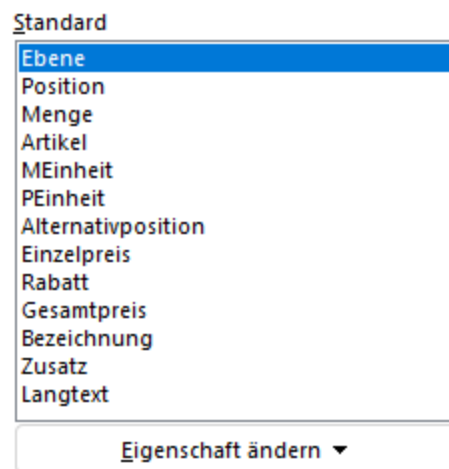 Standard
Ebene
Position
Menge
Artikel
MEinheit
PEinheit
Alternativposition
Einzelpreis
Rabatt
Gesamtpreis
Bezeichnung
Zusatz
Langtext
Eigenschaft ändern